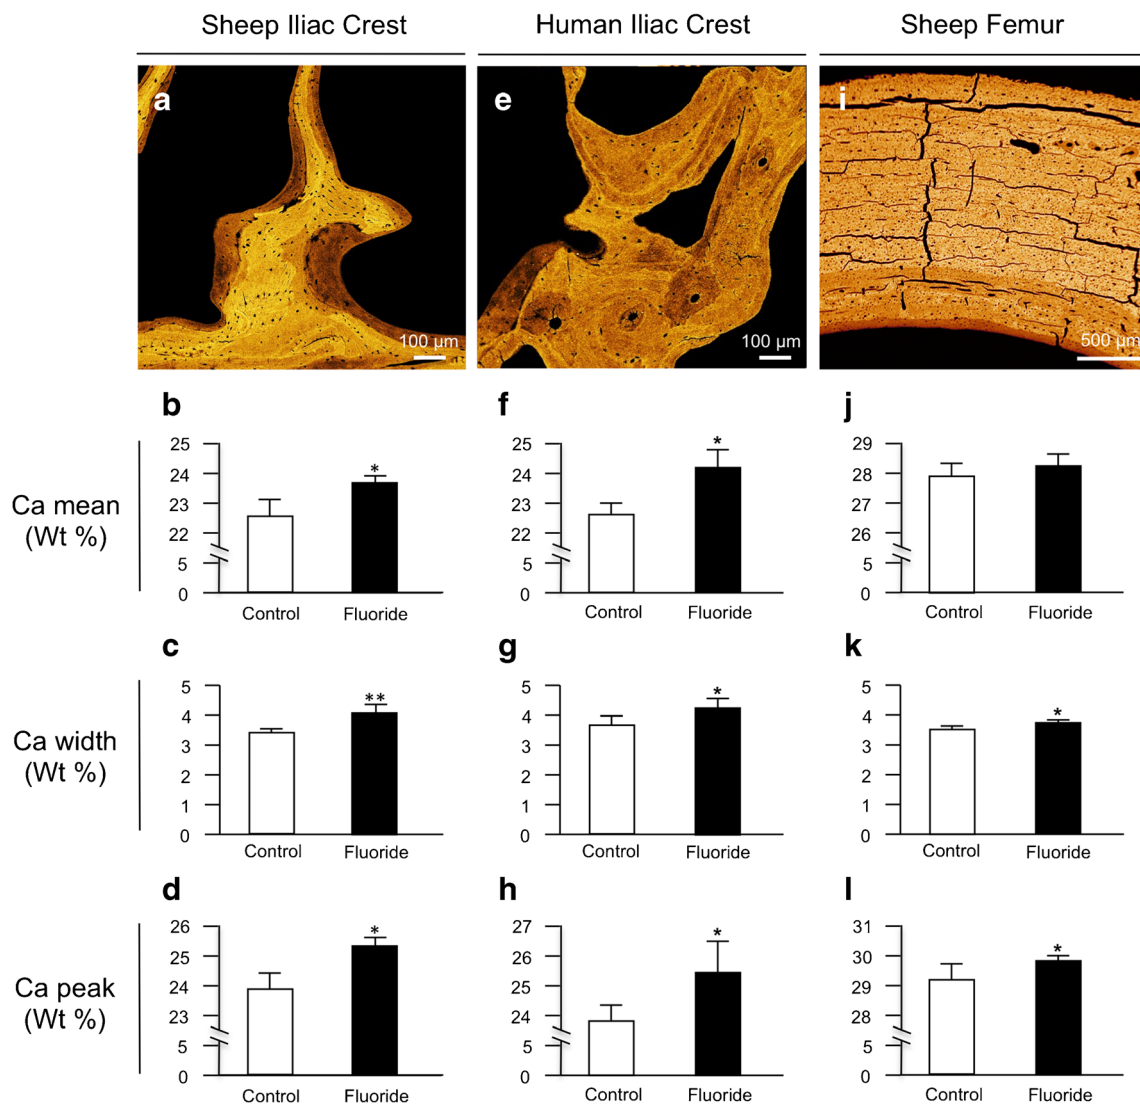 Sheep Iliac Crest
Human Iliac Crest
Sheep Femur
a
100 µm
e
100 µm
i
500 µm
Ca mean
(Wt %)
b
25
24
23
22
5
0
*
Control
Fluoride
f
25
24
23
22
5
0
*
Control
Fluoride
j
29
28
27
26
5
0
Control
Fluoride
Ca width
(Wt %)
c
5
4
3
2
1
0
**
Control
Fluoride
g
5
4
3
2
1
0
*
Control
Fluoride
k
5
4
3
2
1
0
*
Control
Fluoride
Ca peak
(Wt %)
d
26
25
24
23
5
0
*
Control
Fluoride
h
27
26
25
24
5
0
*
Control
Fluoride
l
31
30
29
28
5
0
*
Control
Fluoride